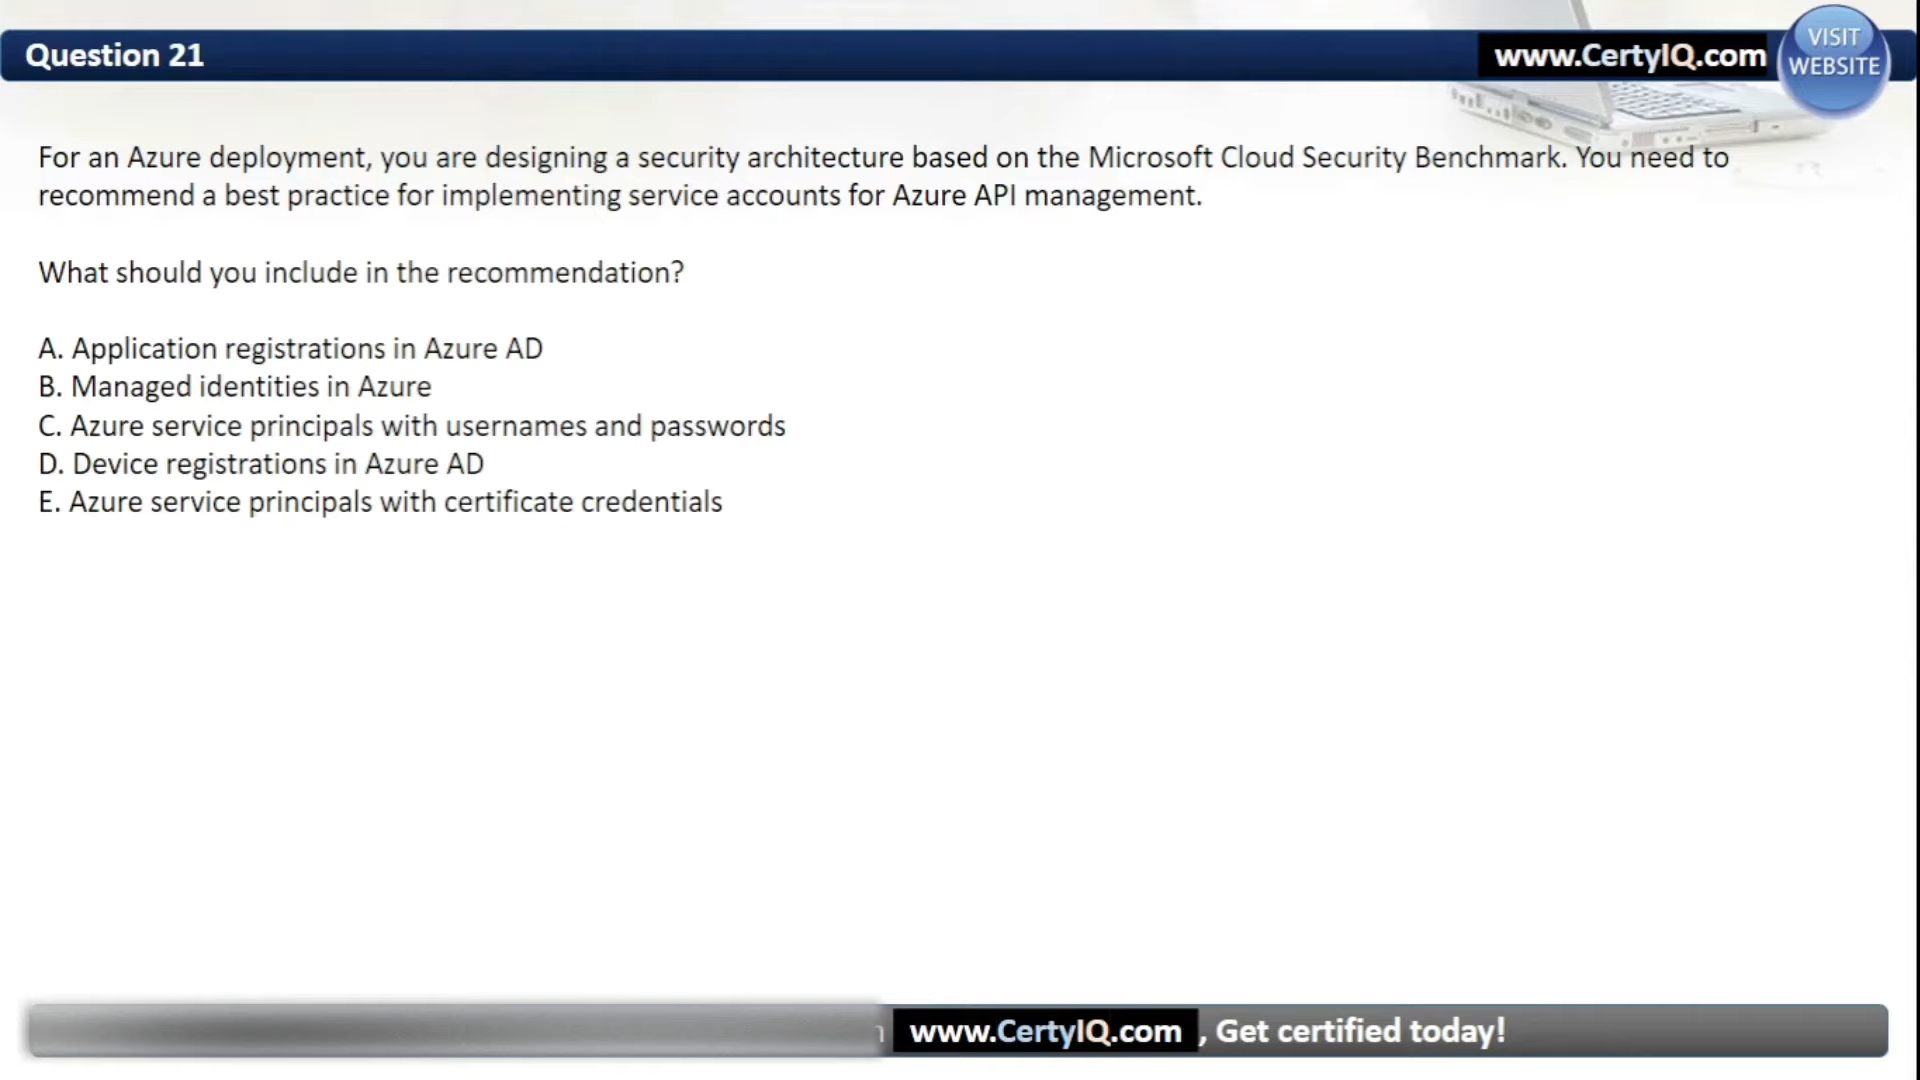 Question 21
www.CertyIQ.com
VISIT
WEBSITE
For an Azure deployment, you are designing a security architecture based on the Microsoft Cloud Security Benchmark. You need to
recommend a best practice for implementing service accounts for Azure API management.
What should you include in the recommendation?
A. Application registrations in Azure AD
B. Managed identities in Azure
C. Azure service principals with usernames and passwords
D. Device registrations in Azure AD
E. Azure service principals with certificate credentials
www.CertyIQ.com , Get certified today!